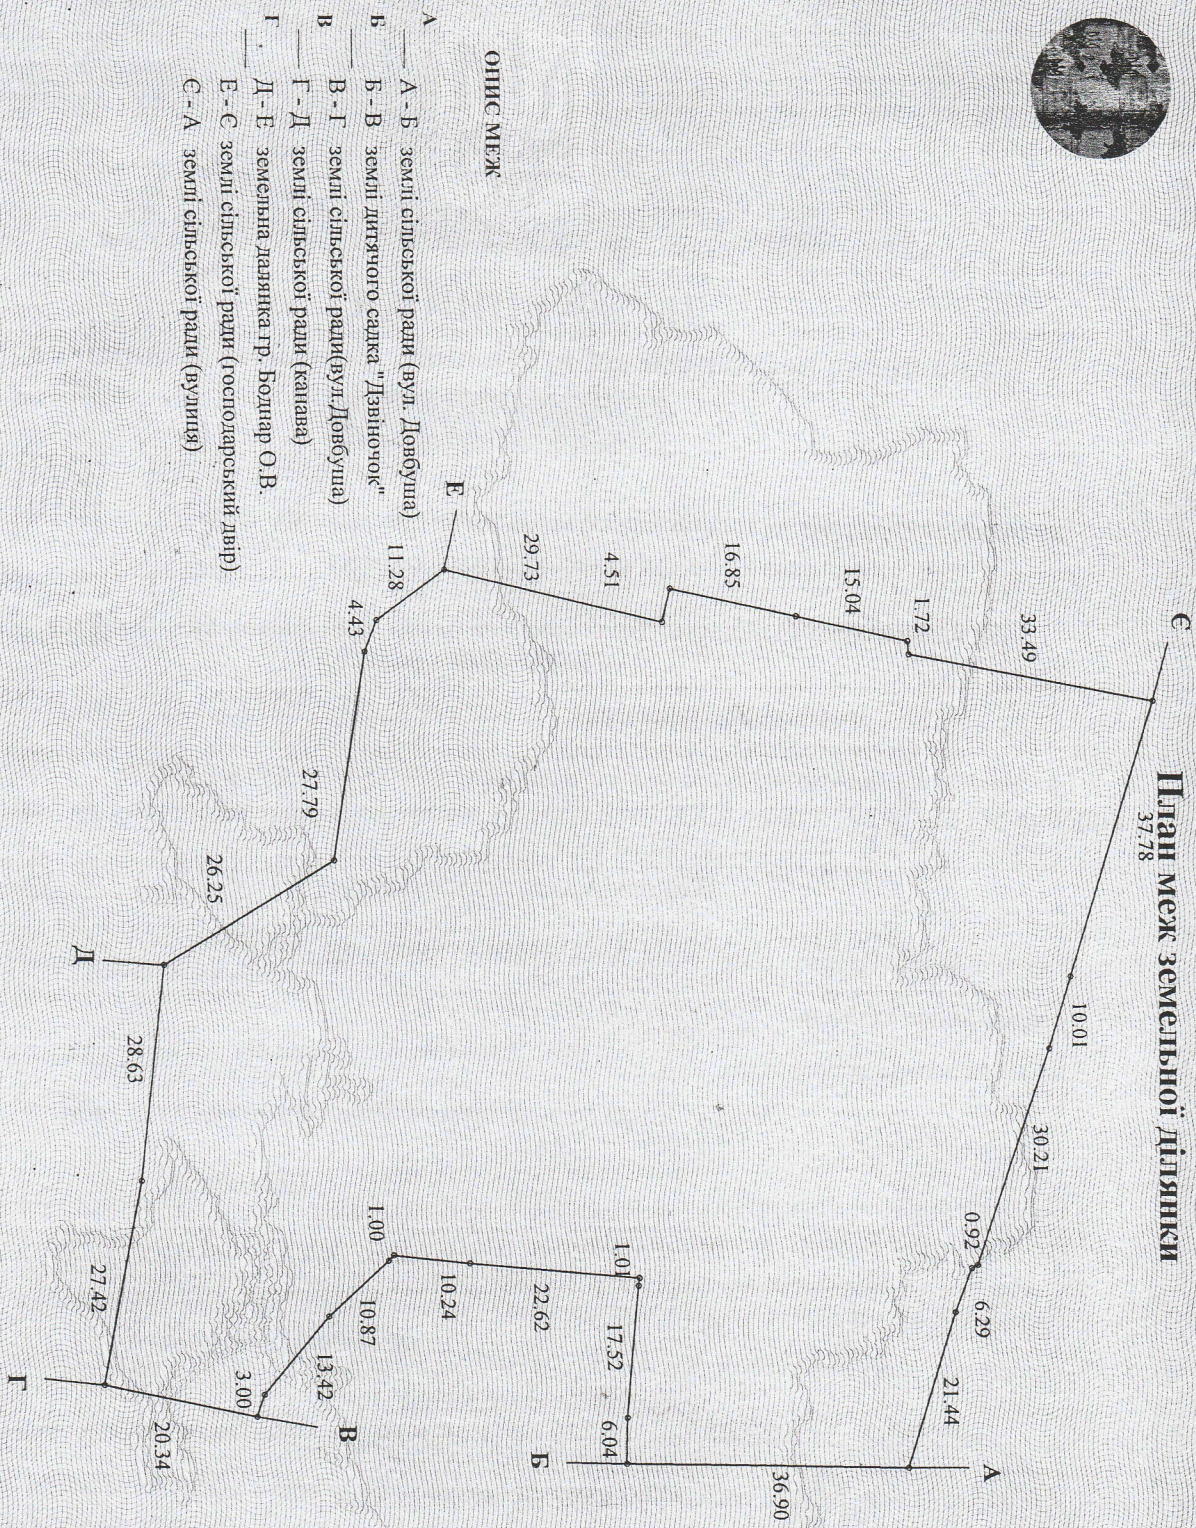 План меж земельної ділянки
Є
37.78
10.01
30.21
0.92
6.29
21.44
А
36.90
Б
6.04
17.52
1.01
22.62
10.24
1.00
10.87
13.42
3.00
В
20.34
Г
27.42
28.63
Д
26.25
27.79
4.43
11.28
Е
29.73
4.51
16.85
15.04
1.72
33.49
ОПИС МЕЖ
А А - Б землі сільської ради (вул. Довбуша)
Б Б - В землі дитячого садка "Дзвіночок"
В В - Г землі сільської ради(вул.Довбуша)
Г Г - Д землі сільської ради (канава)
Д - Е земельна далянка гр. Боднар О.В.
Е - Є землі сільської ради (господарський двір)
Є - А землі сільської ради (вулиця)